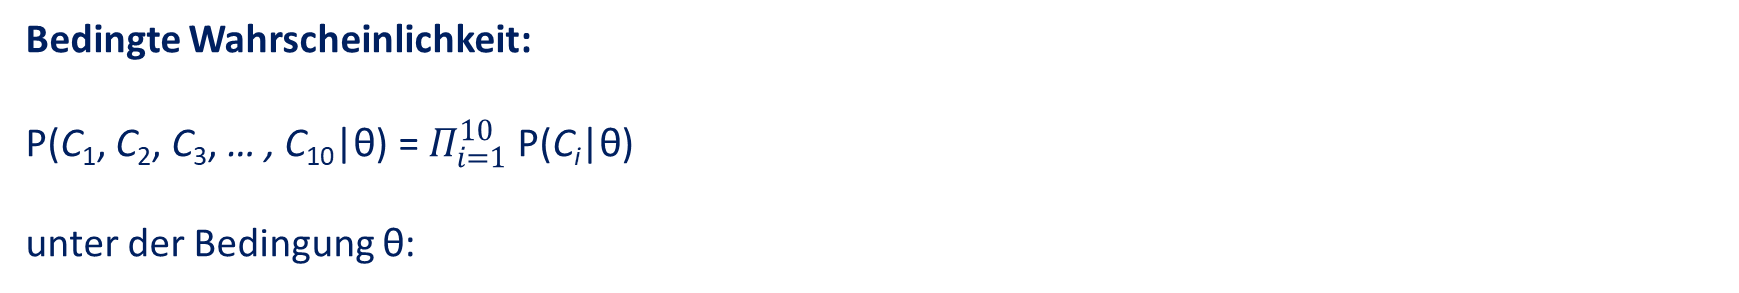 Bedingte Wahrscheinlichkeit:
P(C₁, C₂, C₃, ... , C₁₀|θ) = Π¹⁰ᵢ₌₁ P(Cᵢ|θ)
unter der Bedingung θ: